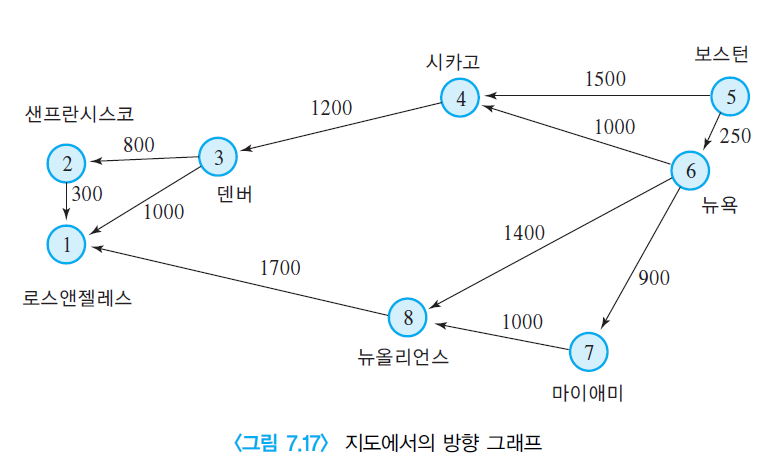 보스턴
시카고
1500
5
4
1200
샌프란시스코
1000
250
800
3
2
6
덴버
뉴욕
300
1000
1
1400
1700
900
로스앤젤레스
8
1000
7
뉴올리언스
마이애미
〈그림 7.17〉 지도에서의 방향 그래프